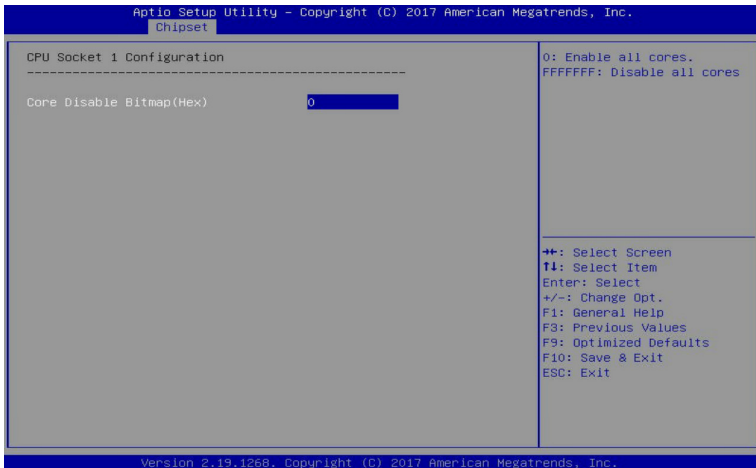 Aptio Setup Utility – Copyright (C) 2017 American Megatrends, Inc.
Chipset
CPU Socket 1 Configuration
--------------------------------------------------
Core Disable Bitmap(Hex) 0
0: Enable all cores.
FFFFFFF: Disable all cores
→←: Select Screen
↑↓: Select Item
Enter: Select
+/-: Change Opt.
F1: General Help
F3: Previous Values
F9: Optimized Defaults
F10: Save & Exit
ESC: Exit
Version 2.19.1268. Copyright (C) 2017 American Megatrends, Inc.